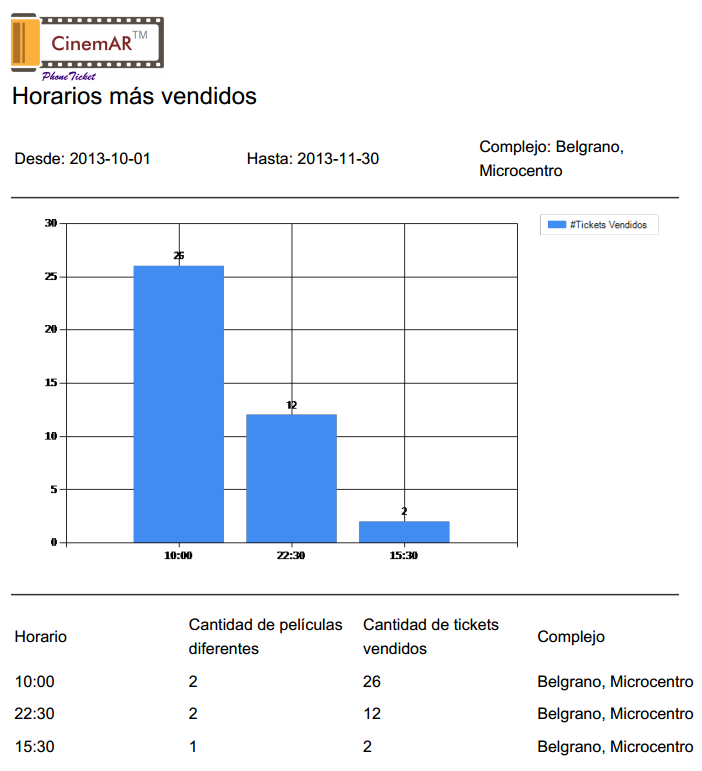 CinemAR™
PhoneTicket
Horarios más vendidos
Desde: 2013-10-01
Hasta: 2013-11-30
Complejo: Belgrano,
Microcentro
#Tickets Vendidos
30
25
20
15
10
5
0
26
12
2
10:00
22:30
15:30
Horario
Cantidad de películas
diferentes
Cantidad de tickets
vendidos
Complejo
10:00 2 26 Belgrano, Microcentro
22:30 2 12 Belgrano, Microcentro
15:30 1 2 Belgrano, Microcentro